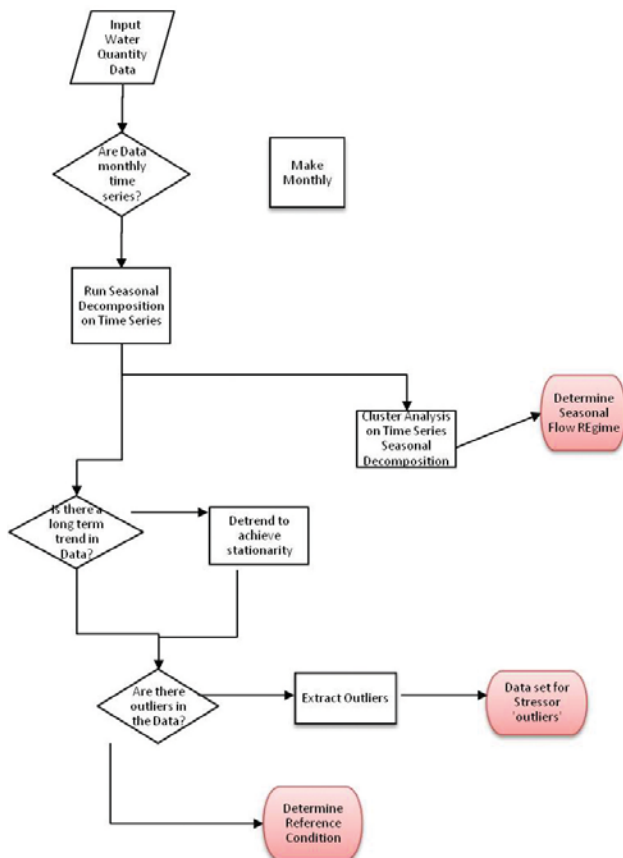 Input
Water
Quantity
Data
Are Data
monthly
time
series?
Make
Monthly
Run Seasonal
Decomposition
on Time Series
Cluster Analysis
on Time Series
Seasonal
Decomposition
Determine
Seasonal
Flow REgime
Is there a
long term
trend in
Data?
Detrend to
achieve
stationarity
Are there
outliers in
the Data?
Extract Outliers
Data set for
Stressor
'outliers'
Determine
Reference
Condition